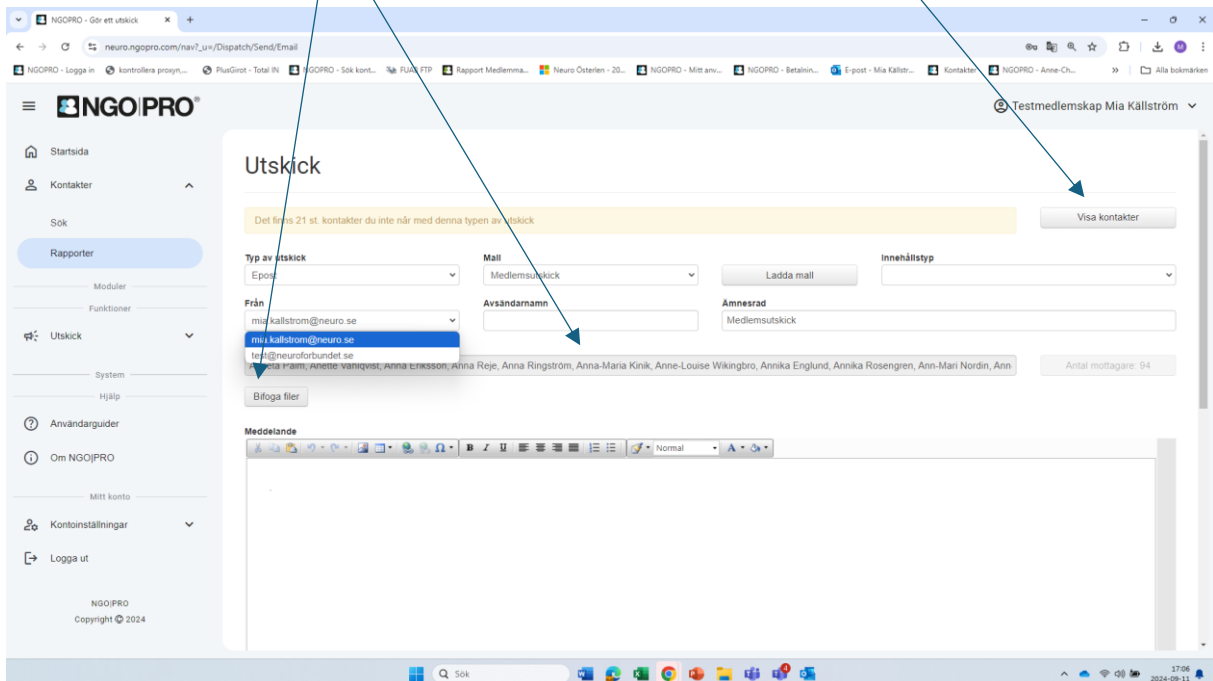 NGOPRO - Gör ett utskick
neuro.ngopro.com/nav?_u=/Dispatch/Send/Email
NGOPRO - Logga in kontrollera proxyn,... PlusGirot - Total IN NGOPRO - Sök kont... FUAB FTP Rapport Medlemma... Neuro Österlen - 20... NGOPRO - Mitt anv... NGOPRO - Betalnin... E-post - Mia Källstr... Kontakter NGOPRO - Anne-Ch... » Alla bokmärken
NGO|PRO®
Testmedlemskap Mia Källström
Startsida
Kontakter
Sök
Rapporter
Moduler
Funktioner
Utskick
System
Hjälp
Användarguider
Om NGO|PRO
Mitt konto
Kontoinställningar
Logga ut
NGO|PRO
Copyright © 2024
Utskick
Det finns 21 st. kontakter du inte når med denna typen av utskick
Visa kontakter
Typ av utskick Mall Innehållstyp
Epost Medlemsutskick Ladda mall
Från Avsändarnamn Ämnesrad
mia.kallstrom@neuro.se Medlemsutskick
mia.kallstrom@neuro.se
test@neuroforbundet.se
Palm, Anette Vahlqvist, Anna Eriksson, Anna Reje, Anna Ringström, Anna-Maria Kinik, Anne-Louise Wikingbro, Annika Englund, Annika Rosengren, Ann-Mari Nordin, Ann- Antal mottagare: 94
Bifoga filer
Meddelande
B I U Normal A
Sök
4
17:06
2024-09-11